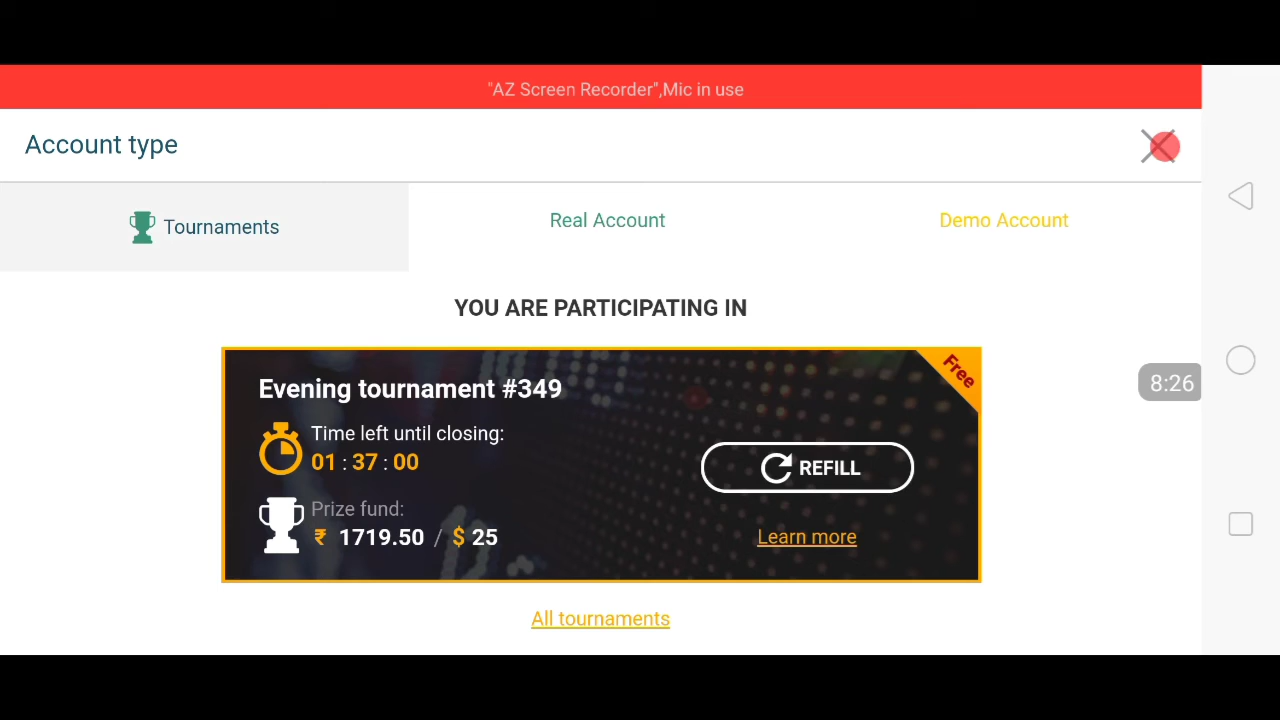 "AZ Screen Recorder",Mic in use
Account type
Tournaments
Real Account
Demo Account
YOU ARE PARTICIPATING IN
Free
Evening tournament #349
Time left until closing:
01 : 37 : 00
REFILL
8:26
Prize fund:
₹ 1719.50 / $ 25
Learn more
All tournaments